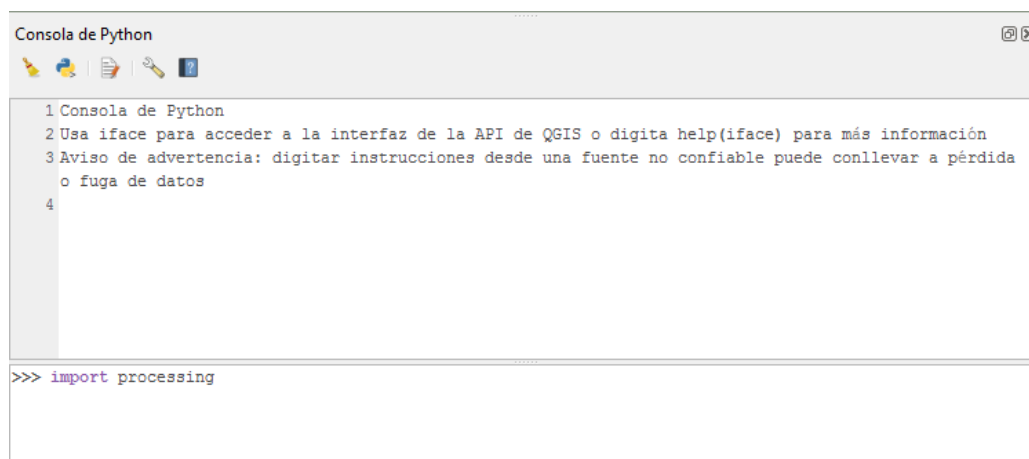 Consola de Python
1 Consola de Python
2 Usa iface para acceder a la interfaz de la API de QGIS o digita help(iface) para más información
3 Aviso de advertencia: digitar instrucciones desde una fuente no confiable puede conllevar a pérdida
o fuga de datos
4
>>> import processing